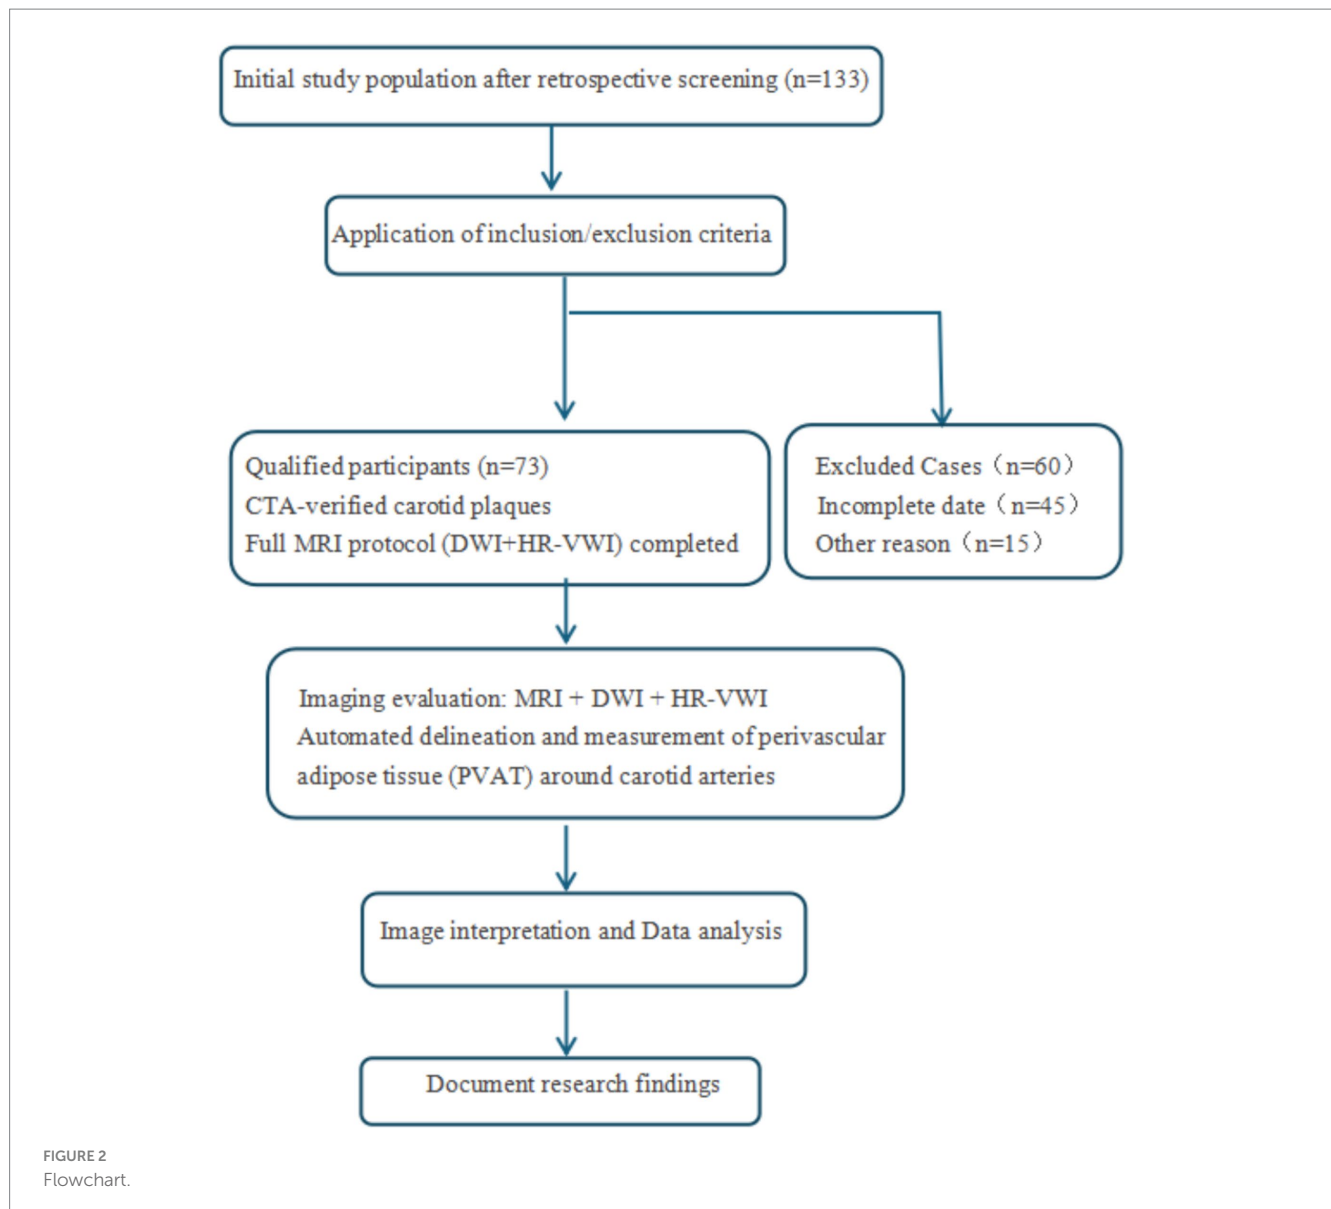 Initial study population after retrospective screening (n=133)
Application of inclusion/exclusion criteria
Qualified participants (n=73)
CTA-verified carotid plaques
Full MRI protocol (DWI+HR-VWI) completed
Excluded Cases（n=60）
Incomplete date（n=45）
Other reason（n=15）
Imaging evaluation: MRI + DWI + HR-VWI
Automated delineation and measurement of perivascular
adipose tissue (PVAT) around carotid arteries
Image interpretation and Data analysis
Document research findings
FIGURE 2
Flowchart.